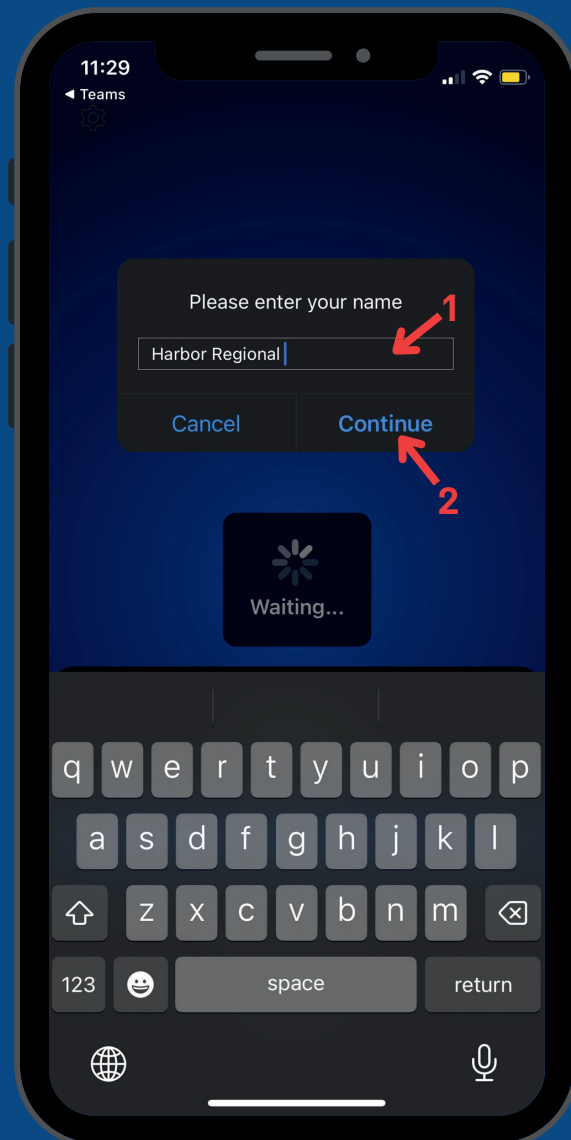 11:29
◀ Teams
Please enter your name
1
Harbor Regional
Cancel
Continue
2
Waiting...
q w e r t y u i o p
a s d f g h j k l
z x c v b n m
123
space
return